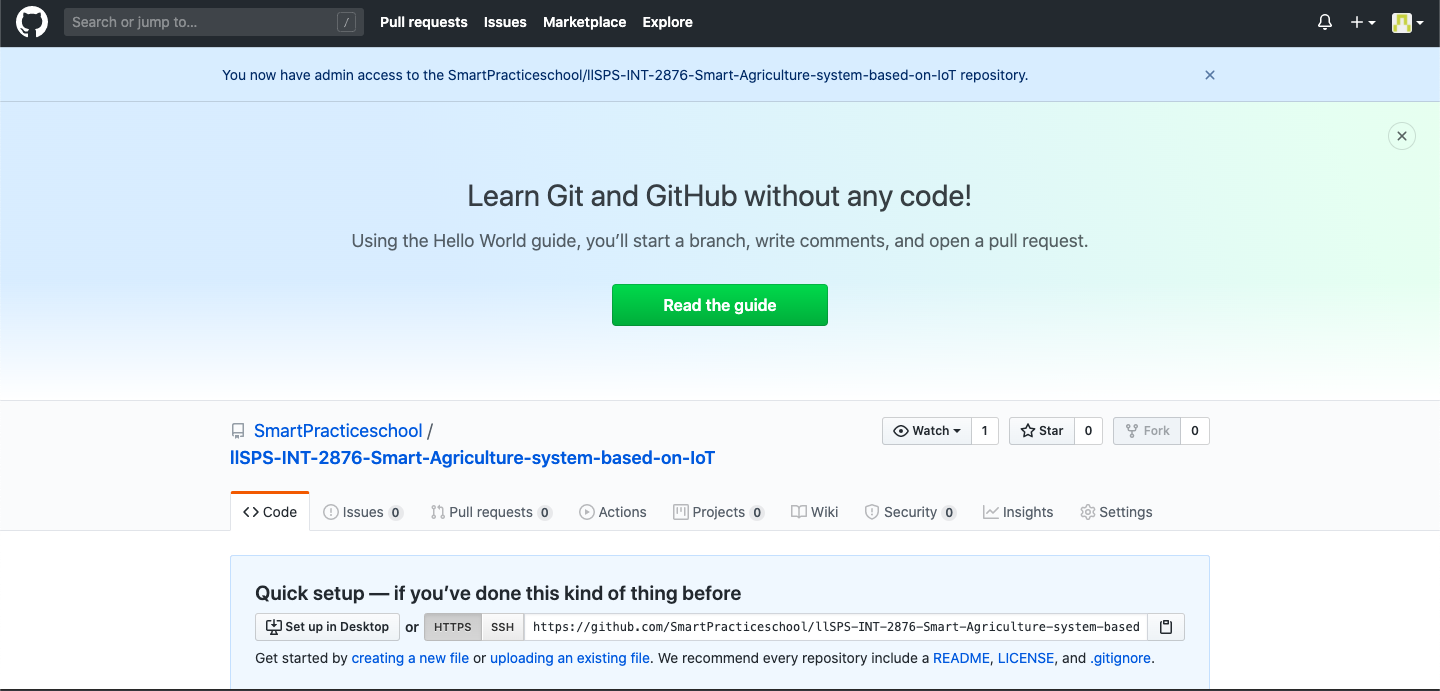 Search or jump to… / Pull requests Issues Marketplace Explore
You now have admin access to the SmartPracticeschool/llSPS-INT-2876-Smart-Agriculture-system-based-on-IoT repository.
Learn Git and GitHub without any code!
Using the Hello World guide, you’ll start a branch, write comments, and open a pull request.
Read the guide
SmartPracticeschool / Watch 1 Star 0 Fork 0
llSPS-INT-2876-Smart-Agriculture-system-based-on-IoT
Code Issues 0 Pull requests 0 Actions Projects 0 Wiki Security 0 Insights Settings
Quick setup — if you’ve done this kind of thing before
Set up in Desktop or HTTPS SSH https://github.com/SmartPracticeschool/llSPS-INT-2876-Smart-Agriculture-system-based
Get started by creating a new file or uploading an existing file. We recommend every repository include a README, LICENSE, and .gitignore.